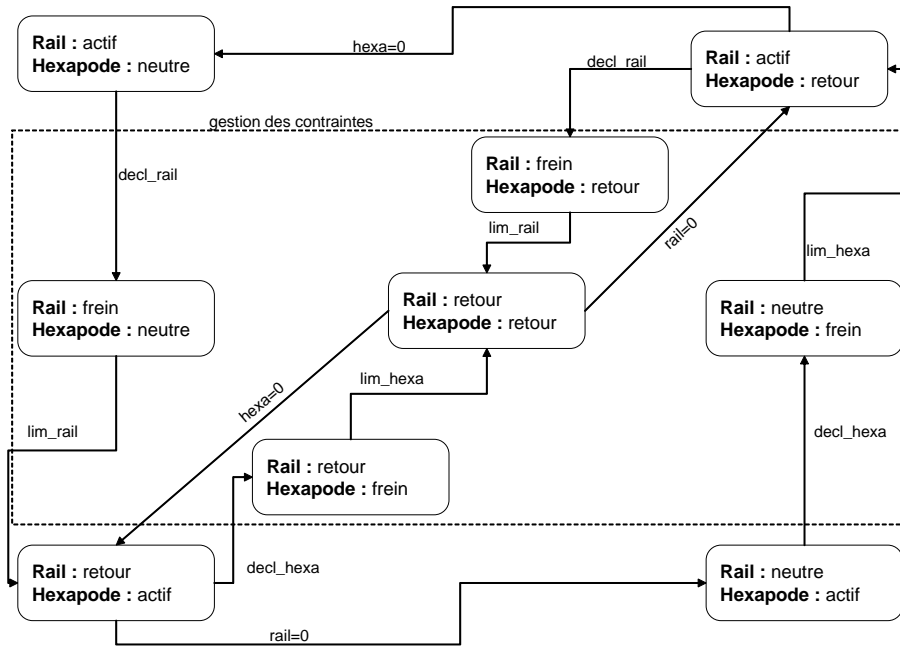 Rail : actif
Hexapode : neutre
hexa=0
Rail : actif
Hexapode : retour
decl_rail
gestion des contraintes
Rail : frein
Hexapode : retour
decl_rail
lim_rail
rail=0
lim_hexa
Rail : frein
Hexapode : neutre
Rail : retour
Hexapode : retour
Rail : neutre
Hexapode : frein
lim_hexa
hexa=0
lim_rail
decl_hexa
Rail : retour
Hexapode : frein
Rail : retour
Hexapode : actif
decl_hexa
Rail : neutre
Hexapode : actif
rail=0